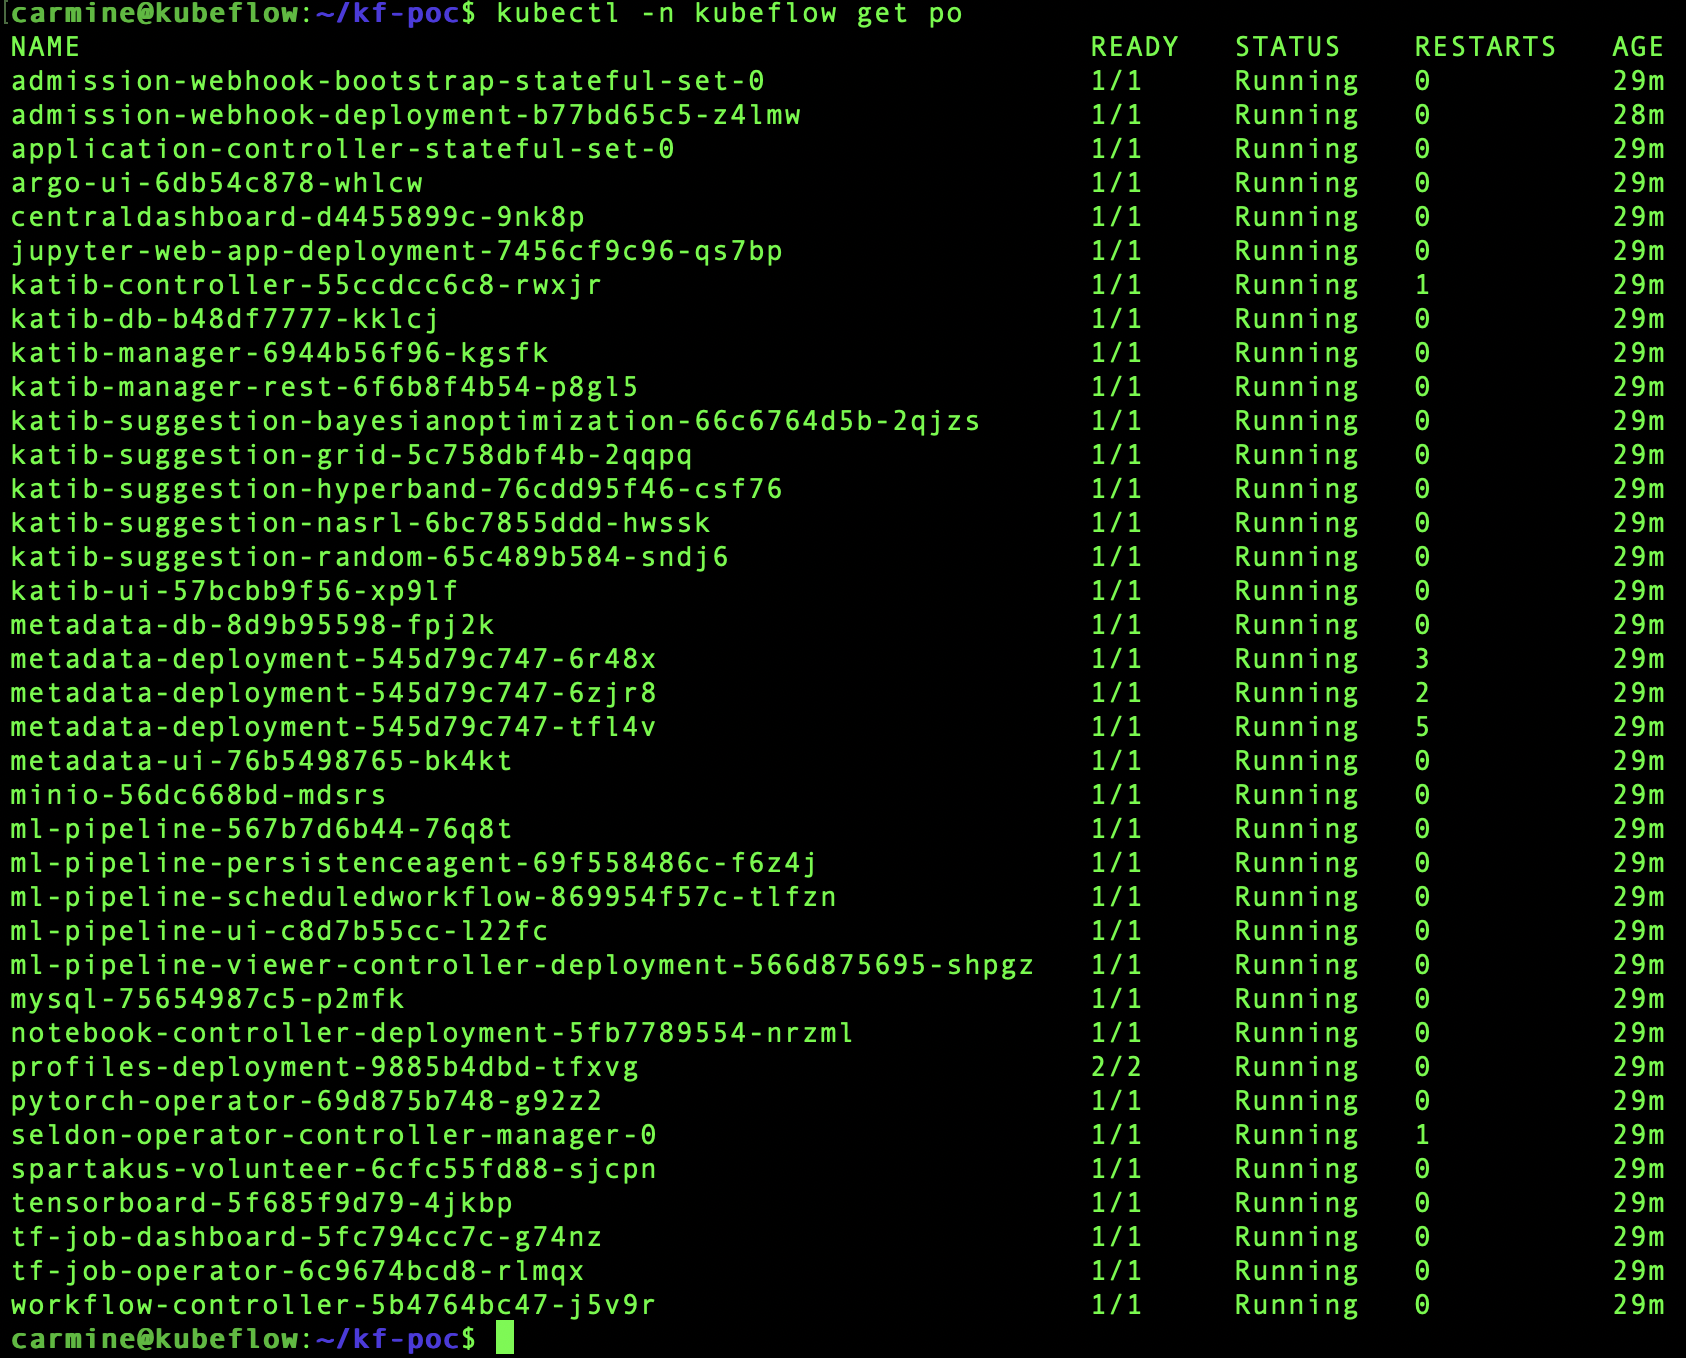 carmine@kubeflow:~/kf-poc$ kubectl -n kubeflow get po
NAME READY STATUS RESTARTS AGE
admission-webhook-bootstrap-stateful-set-0 1/1 Running 0 29m
admission-webhook-deployment-b77bd65c5-z4lmw 1/1 Running 0 28m
application-controller-stateful-set-0 1/1 Running 0 29m
argo-ui-6db54c878-whlcw 1/1 Running 0 29m
centraldashboard-d4455899c-9nk8p 1/1 Running 0 29m
jupyter-web-app-deployment-7456cf9c96-qs7bp 1/1 Running 0 29m
katib-controller-55ccdcc6c8-rwxjr 1/1 Running 1 29m
katib-db-b48df7777-kklcj 1/1 Running 0 29m
katib-manager-6944b56f96-kgsfk 1/1 Running 0 29m
katib-manager-rest-6f6b8f4b54-p8gl5 1/1 Running 0 29m
katib-suggestion-bayesianoptimization-66c6764d5b-2qjzs 1/1 Running 0 29m
katib-suggestion-grid-5c758dbf4b-2qqpq 1/1 Running 0 29m
katib-suggestion-hyperband-76cdd95f46-csf76 1/1 Running 0 29m
katib-suggestion-nasrl-6bc7855ddd-hwssk 1/1 Running 0 29m
katib-suggestion-random-65c489b584-sndj6 1/1 Running 0 29m
katib-ui-57bcbb9f56-xp9lf 1/1 Running 0 29m
metadata-db-8d9b95598-fpj2k 1/1 Running 0 29m
metadata-deployment-545d79c747-6r48x 1/1 Running 3 29m
metadata-deployment-545d79c747-6zjr8 1/1 Running 2 29m
metadata-deployment-545d79c747-tfl4v 1/1 Running 5 29m
metadata-ui-76b5498765-bk4kt 1/1 Running 0 29m
minio-56dc668bd-mdsrs 1/1 Running 0 29m
ml-pipeline-567b7d6b44-76q8t 1/1 Running 0 29m
ml-pipeline-persistenceagent-69f558486c-f6z4j 1/1 Running 0 29m
ml-pipeline-scheduledworkflow-869954f57c-tlfzn 1/1 Running 0 29m
ml-pipeline-ui-c8d7b55cc-l22fc 1/1 Running 0 29m
ml-pipeline-viewer-controller-deployment-566d875695-shpgz 1/1 Running 0 29m
mysql-75654987c5-p2mfk 1/1 Running 0 29m
notebook-controller-deployment-5fb7789554-nrzml 1/1 Running 0 29m
profiles-deployment-9885b4dbd-tfxvg 2/2 Running 0 29m
pytorch-operator-69d875b748-g92z2 1/1 Running 0 29m
seldon-operator-controller-manager-0 1/1 Running 1 29m
spartakus-volunteer-6cfc55fd88-sjcpn 1/1 Running 0 29m
tensorboard-5f685f9d79-4jkbp 1/1 Running 0 29m
tf-job-dashboard-5fc794cc7c-g74nz 1/1 Running 0 29m
tf-job-operator-6c9674bcd8-rlmqx 1/1 Running 0 29m
workflow-controller-5b4764bc47-j5v9r 1/1 Running 0 29m
carmine@kubeflow:~/kf-poc$